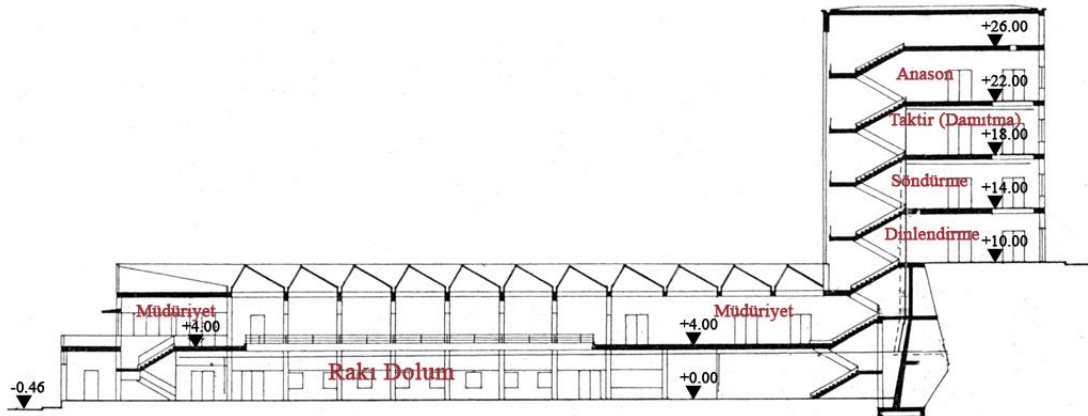 +26.00
Anason
+22.00
Taktir (Damıtma)
+18.00
Söndürme
+14.00
Dinlendirme
+10.00
Müdüriyet
Müdüriyet
+4.00
+4.00
Rakı Dolum
-0.46
+0.00